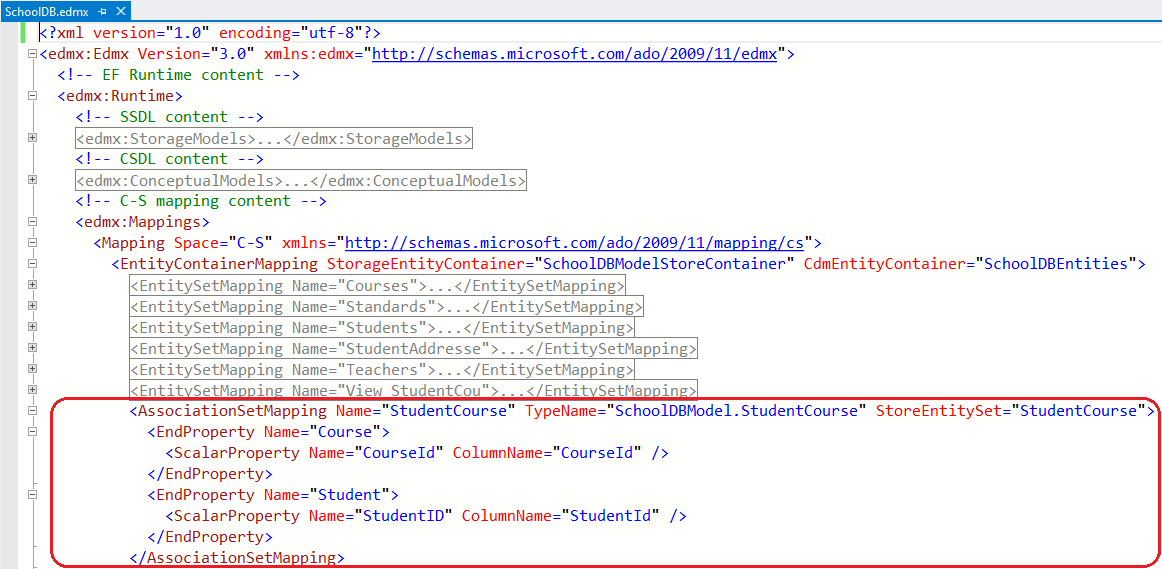 SchoolDB.edmx
<?xml version="1.0" encoding="utf-8"?>
<edmx:Edmx Version="3.0" xmlns:edmx="http://schemas.microsoft.com/ado/2009/11/edmx">
<!-- EF Runtime content -->
<edmx:Runtime>
<!-- SSDL content -->
<edmx:StorageModels>...</edmx:StorageModels>
<!-- CSDL content -->
<edmx:ConceptualModels>...</edmx:ConceptualModels>
<!-- C-S mapping content -->
<edmx:Mappings>
<Mapping Space="C-S" xmlns="http://schemas.microsoft.com/ado/2009/11/mapping/cs">
<EntityContainerMapping StorageEntityContainer="SchoolDBModelStoreContainer" CdmEntityContainer="SchoolDBEntities">
<EntitySetMapping Name="Courses">...</EntitySetMapping>
<EntitySetMapping Name="Standards">...</EntitySetMapping>
<EntitySetMapping Name="Students">...</EntitySetMapping>
<EntitySetMapping Name="StudentAddresse">...</EntitySetMapping>
<EntitySetMapping Name="Teachers">...</EntitySetMapping>
<EntitySetMapping Name="View_StudentCou">...</EntitySetMapping>
<AssociationSetMapping Name="StudentCourse" TypeName="SchoolDBModel.StudentCourse" StoreEntitySet="StudentCourse">
<EndProperty Name="Course">
<ScalarProperty Name="CourseId" ColumnName="CourseId" />
</EndProperty>
<EndProperty Name="Student">
<ScalarProperty Name="StudentID" ColumnName="StudentId" />
</EndProperty>
</AssociationSetMapping>